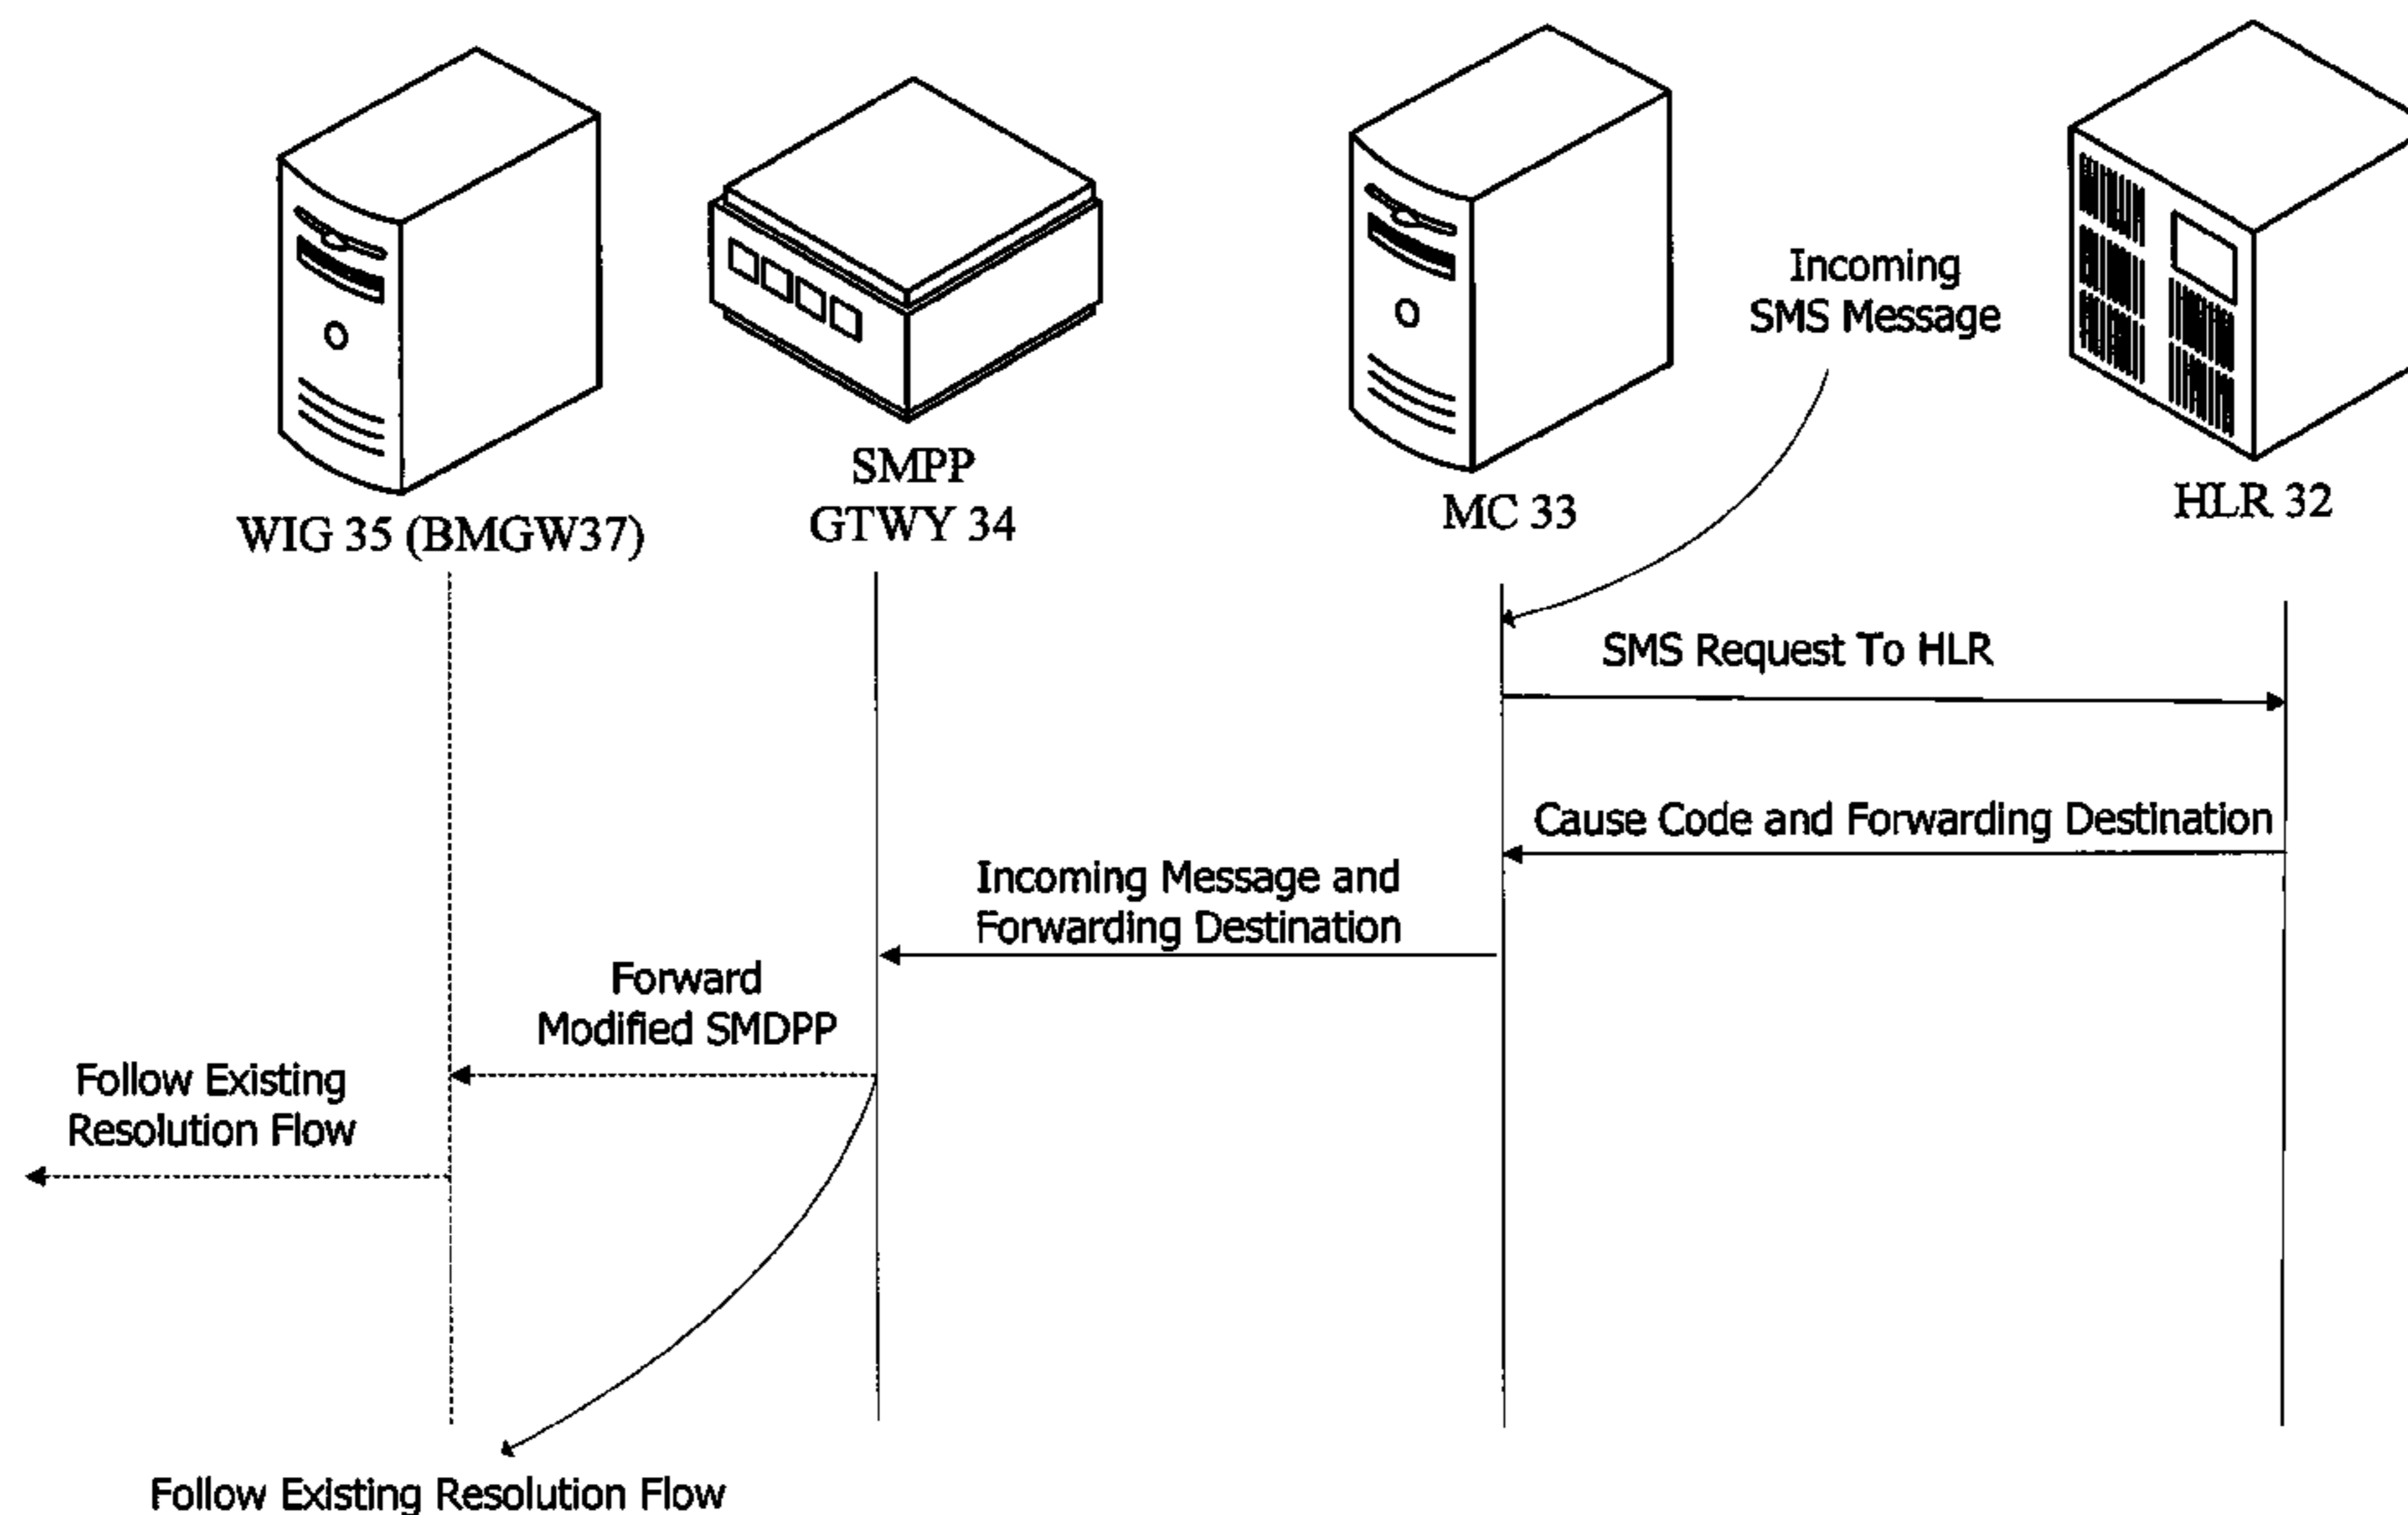 WIG 35 (BMGW37)
SMPP
GTWY 34
MC 33
HLR 32
Incoming
SMS Message
SMS Request To HLR
Cause Code and Forwarding Destination
Incoming Message and
Forwarding Destination
Forward
Modified SMDPP
Follow Existing
Resolution Flow
Follow Existing Resolution Flow